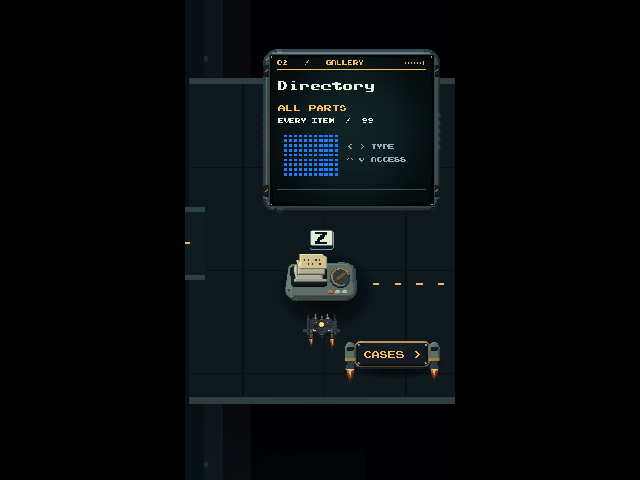 02 / GALLERY
Directory
ALL PARTS
EVERY ITEM / 99
< > TYPE
^ v ACCESS
Z
CASES >